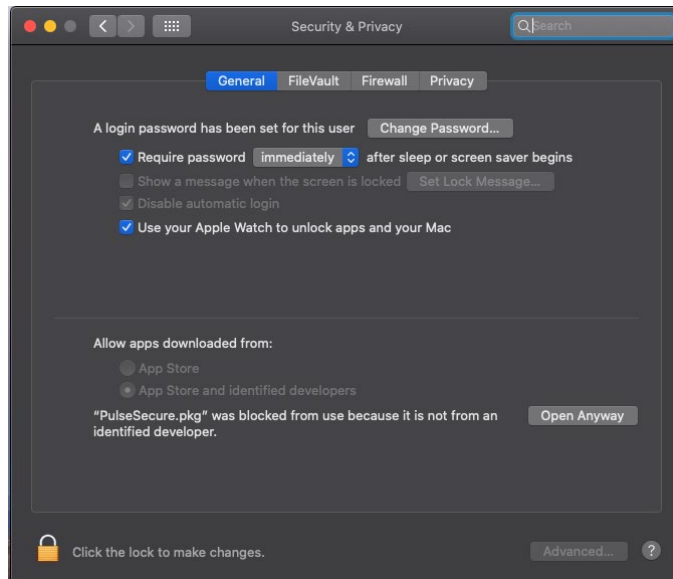 Security & Privacy
Search
General FileVault Firewall Privacy
A login password has been set for this user Change Password...
Require password immediately after sleep or screen saver begins
Show a message when the screen is locked Set Lock Message...
Disable automatic login
Use your Apple Watch to unlock apps and your Mac
Allow apps downloaded from:
App Store
App Store and identified developers
“PulseSecure.pkg” was blocked from use because it is not from an Open Anyway
identified developer.
Click the lock to make changes. Advanced... ?